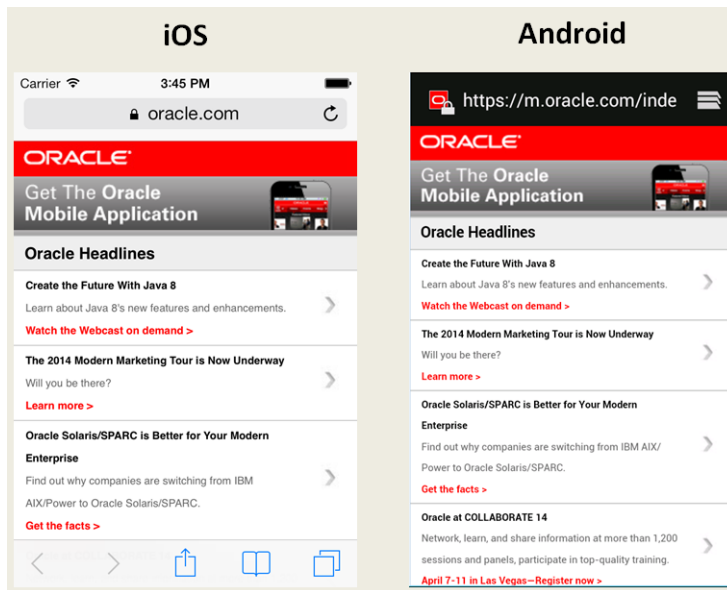 iOS
Carrier 3:45 PM
oracle.com
ORACLE
Get The Oracle
Mobile Application
Oracle Headlines
Create the Future With Java 8
Learn about Java 8's new features and enhancements.
Watch the Webcast on demand >
The 2014 Modern Marketing Tour is Now Underway
Will you be there?
Learn more >
Oracle Solaris/SPARC is Better for Your Modern
Enterprise
Find out why companies are switching from IBM
AIX/Power to Oracle Solaris/SPARC.
Get the facts >
Android
https://m.oracle.com/inde
ORACLE
Get The Oracle
Mobile Application
Oracle Headlines
Create the Future With Java 8
Learn about Java 8's new features and enhancements.
Watch the Webcast on demand >
The 2014 Modern Marketing Tour is Now Underway
Will you be there?
Learn more >
Oracle Solaris/SPARC is Better for Your Modern
Enterprise
Find out why companies are switching from IBM AIX/
Power to Oracle Solaris/SPARC.
Get the facts >
Oracle at COLLABORATE 14
Network, learn, and share information at more than 1,200
sessions and panels, participate in top-quality training.
April 7-11 in Las Vegas—Register now >